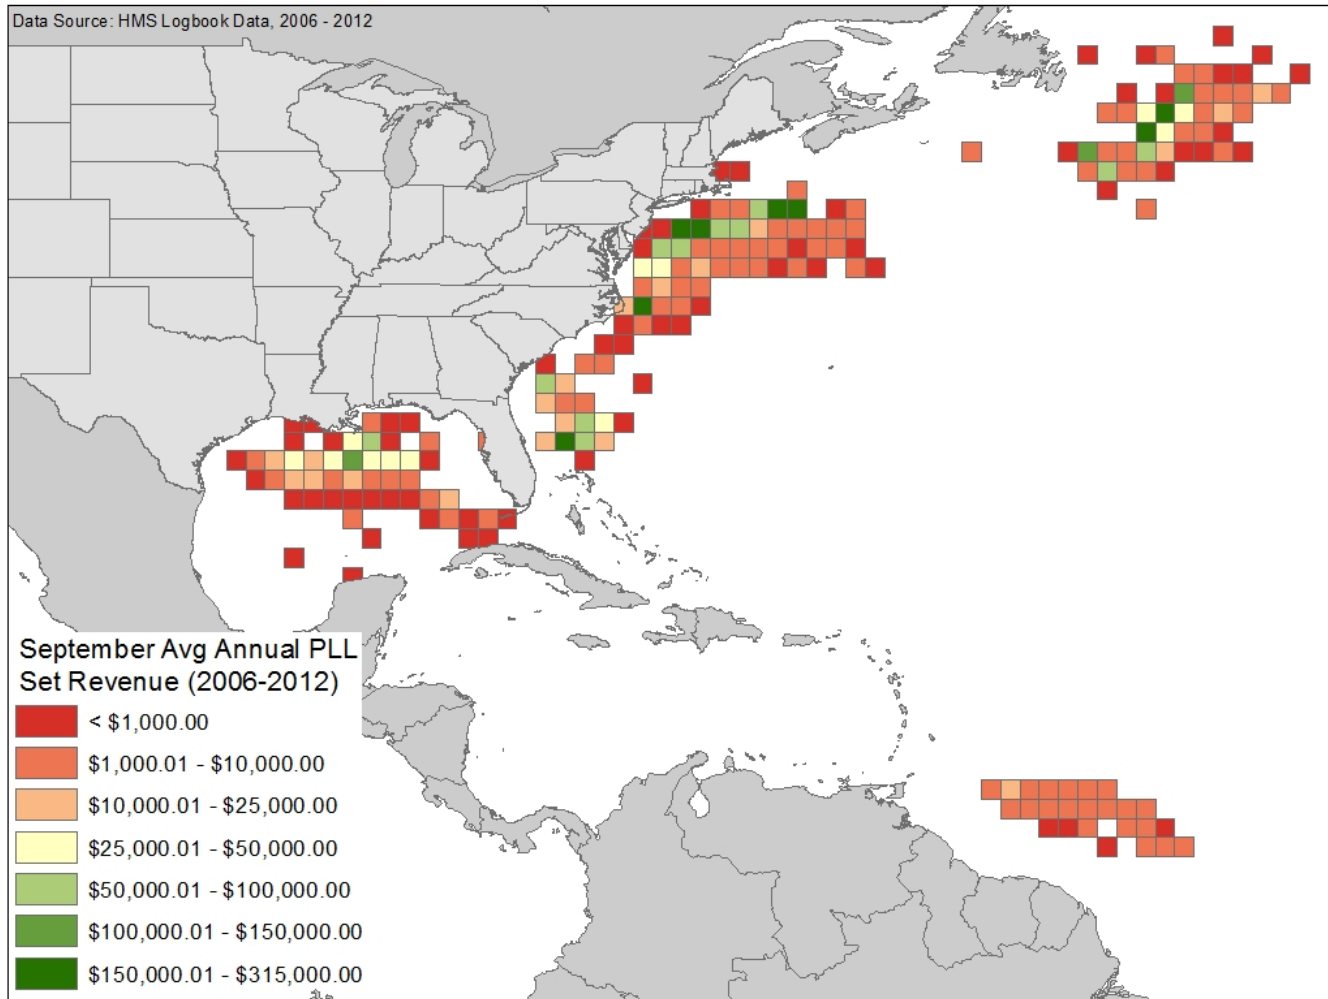 Data Source: HMS Logbook Data, 2006 - 2012
September Avg Annual PLL
Set Revenue (2006-2012)
< $1,000.00
$1,000.01 - $10,000.00
$10,000.01 - $25,000.00
$25,000.01 - $50,000.00
$50,000.01 - $100,000.00
$100,000.01 - $150,000.00
$150,000.01 - $315,000.00